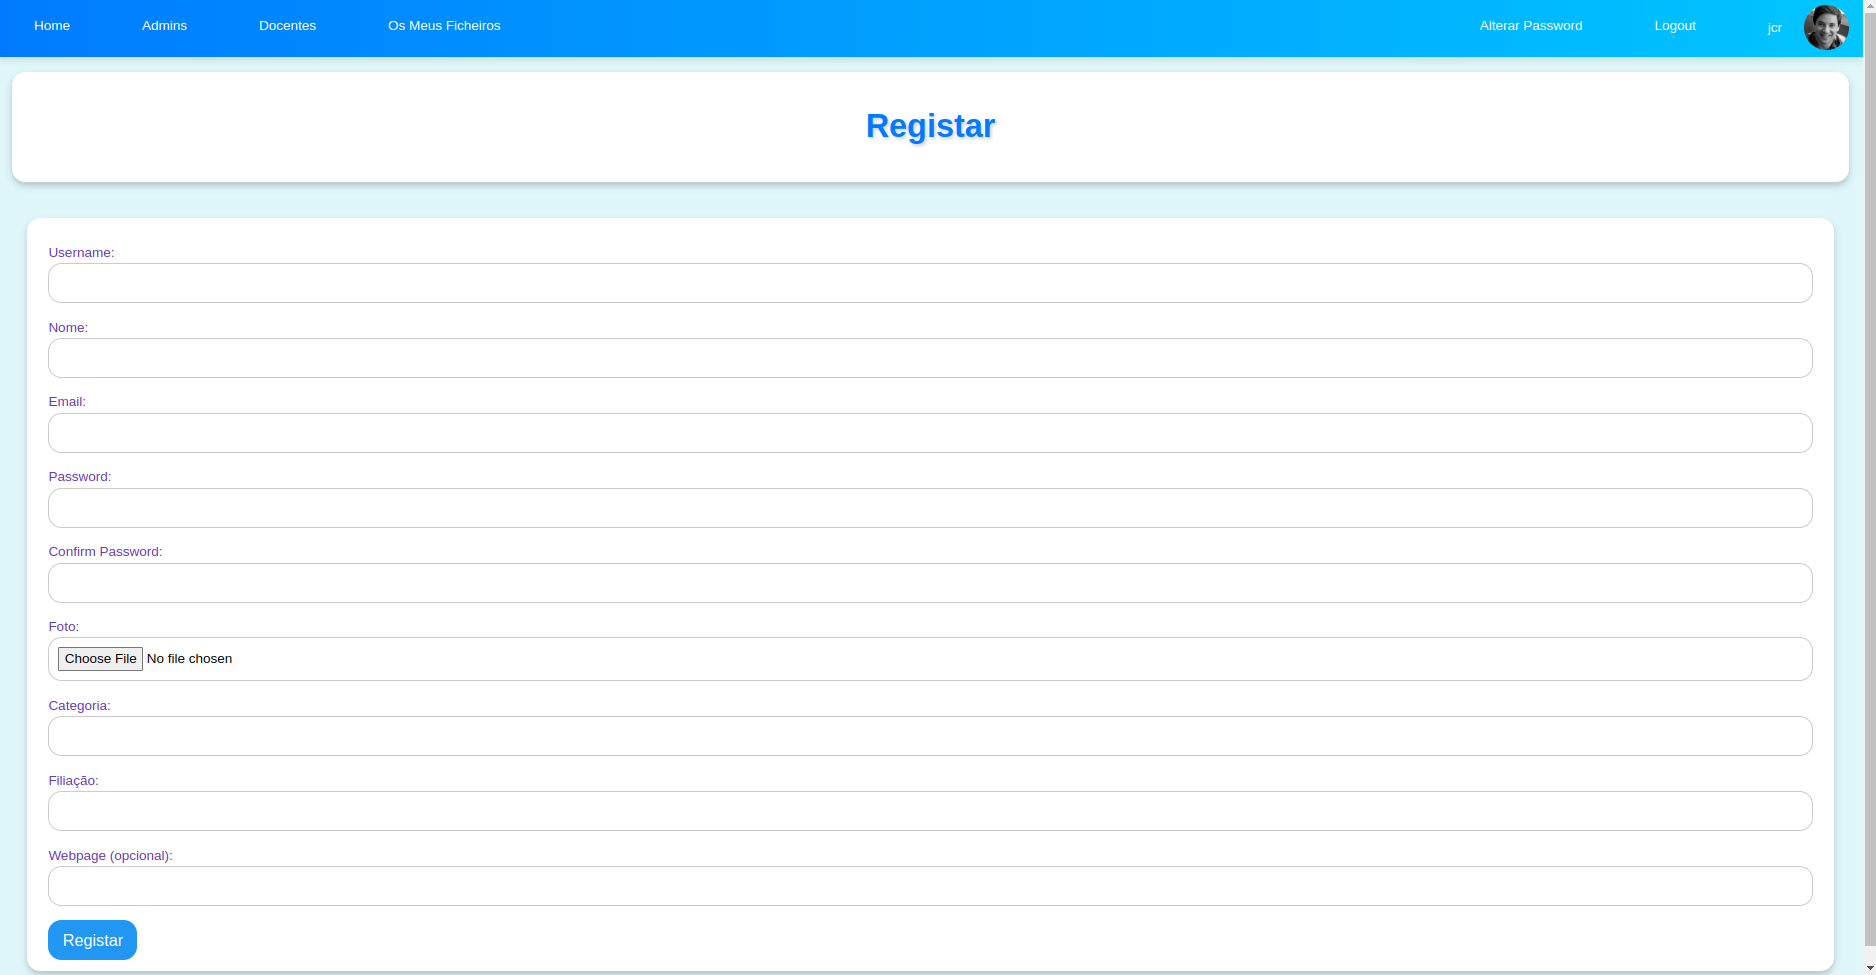 Home Admins Docentes Os Meus Ficheiros Alterar Password Logout jcr
Registar
Username:
Nome:
Email:
Password:
Confirm Password:
Foto:
Choose File No file chosen
Categoria:
Filiação:
Webpage (opcional):
Registar